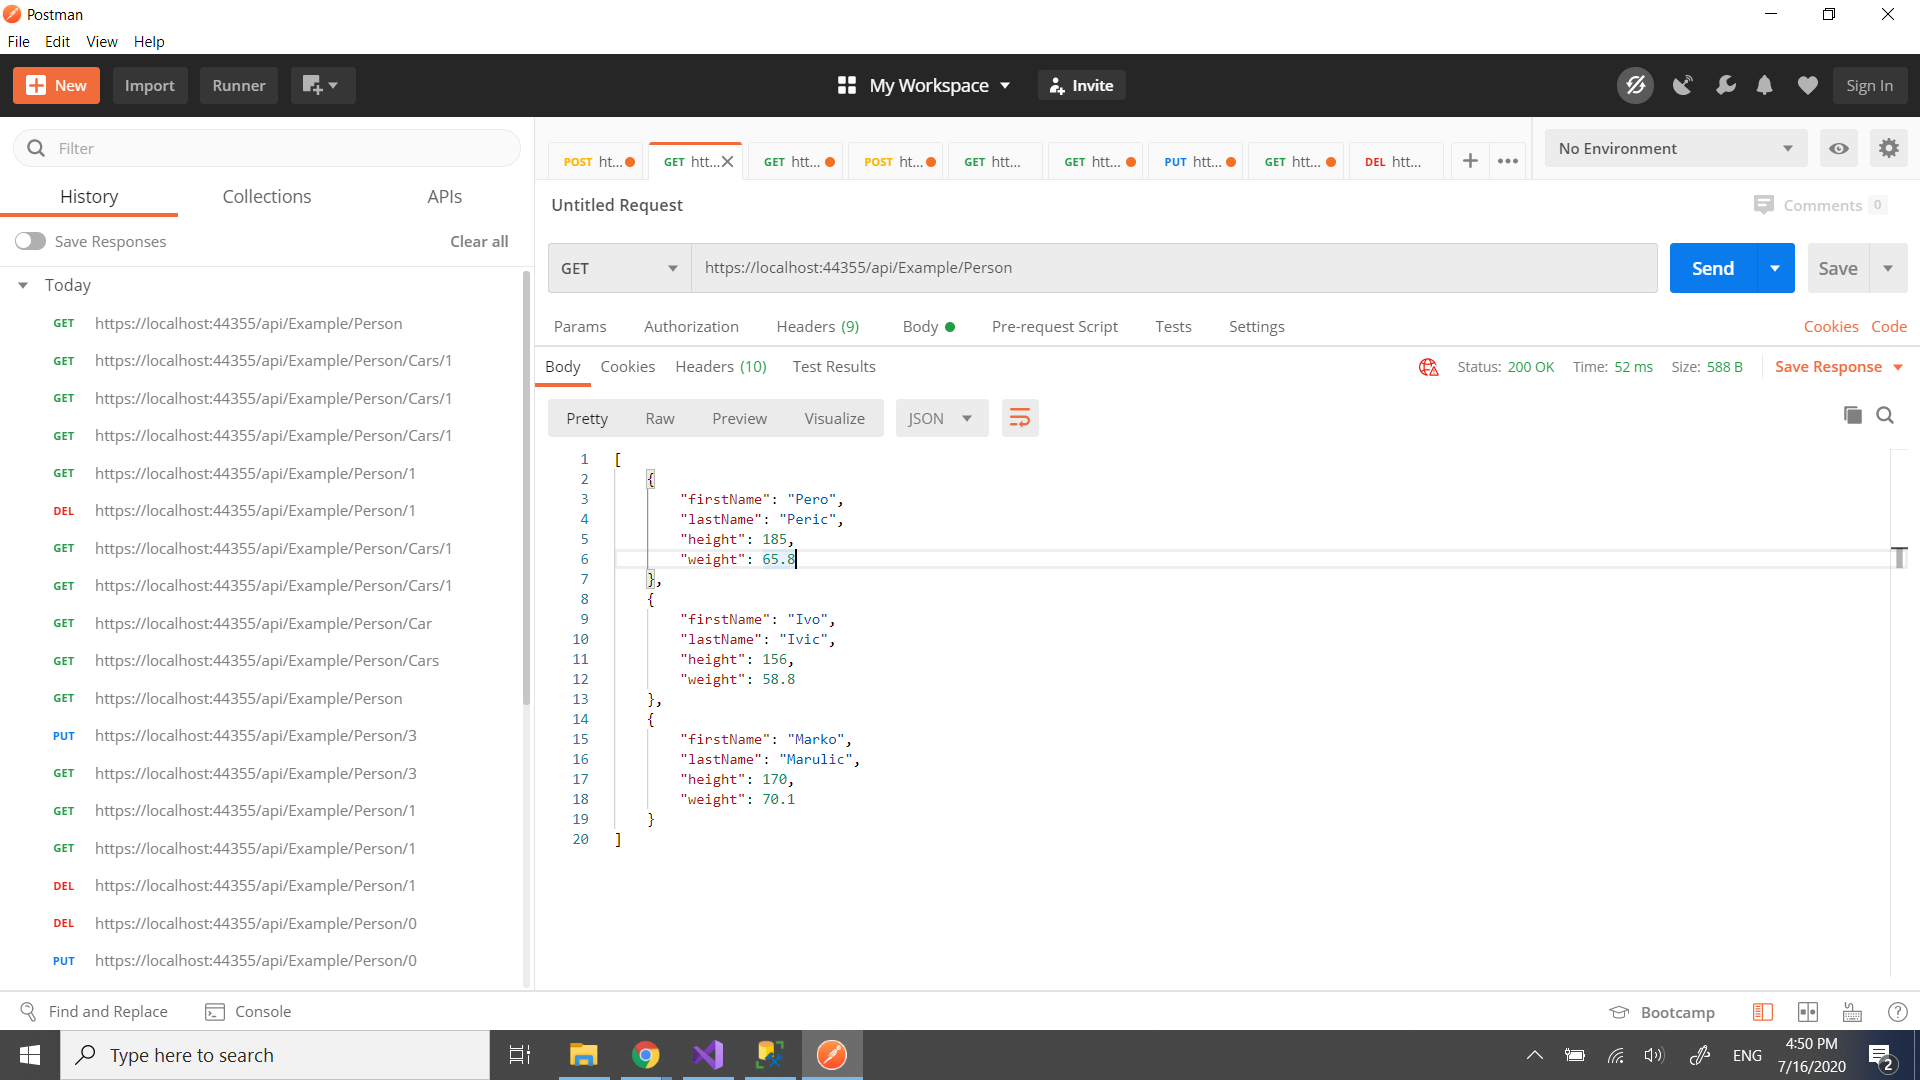 Postman
File Edit View Help
New Import Runner My Workspace Invite Sign In
Filter
History Collections APIs
Save Responses Clear all
Today
GET https://localhost:44355/api/Example/Person
GET https://localhost:44355/api/Example/Person/Cars/1
GET https://localhost:44355/api/Example/Person/Cars/1
GET https://localhost:44355/api/Example/Person/Cars/1
GET https://localhost:44355/api/Example/Person/1
DEL https://localhost:44355/api/Example/Person/1
GET https://localhost:44355/api/Example/Person/Cars/1
GET https://localhost:44355/api/Example/Person/Cars/1
GET https://localhost:44355/api/Example/Person/Car
GET https://localhost:44355/api/Example/Person/Cars
GET https://localhost:44355/api/Example/Person
PUT https://localhost:44355/api/Example/Person/3
GET https://localhost:44355/api/Example/Person/3
GET https://localhost:44355/api/Example/Person/1
GET https://localhost:44355/api/Example/Person/1
DEL https://localhost:44355/api/Example/Person/1
DEL https://localhost:44355/api/Example/Person/0
PUT https://localhost:44355/api/Example/Person/0
POST ht... GET htt... GET htt... POST ht... GET htt... GET htt... PUT htt... GET htt... DEL htt...
No Environment
Untitled Request Comments 0
GET https://localhost:44355/api/Example/Person Send Save
Params Authorization Headers (9) Body Pre-request Script Tests Settings Cookies Code
Body Cookies Headers (10) Test Results Status: 200 OK Time: 52 ms Size: 588 B Save Response
Pretty Raw Preview Visualize JSON
1 [
2 {
3 "firstName": "Pero",
4 "lastName": "Peric",
5 "height": 185,
6 "weight": 65.8
7 },
8 {
9 "firstName": "Ivo",
10 "lastName": "Ivic",
11 "height": 156,
12 "weight": 58.8
13 },
14 {
15 "firstName": "Marko",
16 "lastName": "Marulic",
17 "height": 170,
18 "weight": 70.1
19 }
20 ]
Find and Replace Console Bootcamp
Type here to search ENG 4:50 PM
7/16/2020 2